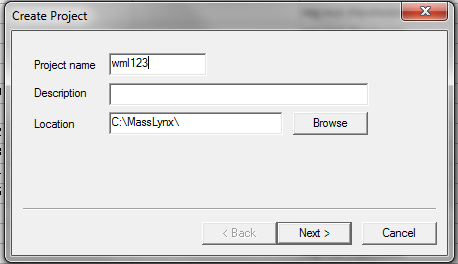 Create Project
Project name wml123
Description
Location C:\MassLynx\ Browse
< Back Next > Cancel